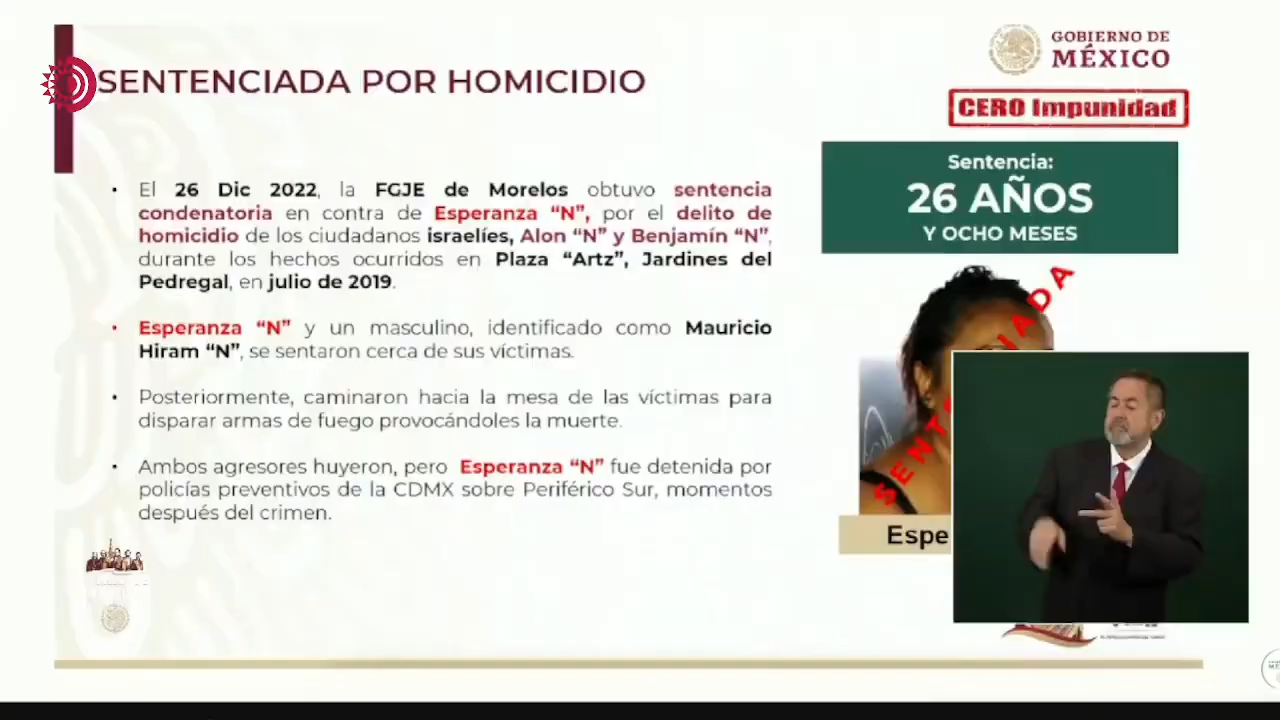 SENTENCIADA POR HOMICIDIO
GOBIERNO DE
MÉXICO
CERO Impunidad
Sentencia:
26 AÑOS
Y OCHO MESES
• El 26 Dic 2022, la FGJE de Morelos obtuvo sentencia
condenatoria en contra de Esperanza “N”, por el delito de
homicidio de los ciudadanos israelíes, Alon “N” y Benjamín “N”,
durante los hechos ocurridos en Plaza “Artz”, Jardines del
Pedregal, en julio de 2019.
• Esperanza “N” y un masculino, identificado como Mauricio
Hiram “N”, se sentaron cerca de sus víctimas.
• Posteriormente, caminaron hacia la mesa de las víctimas para
disparar armas de fuego provocándoles la muerte.
• Ambos agresores huyeron, pero Esperanza “N” fue detenida por
policías preventivos de la CDMX sobre Periférico Sur, momentos
después del crimen.
Espe